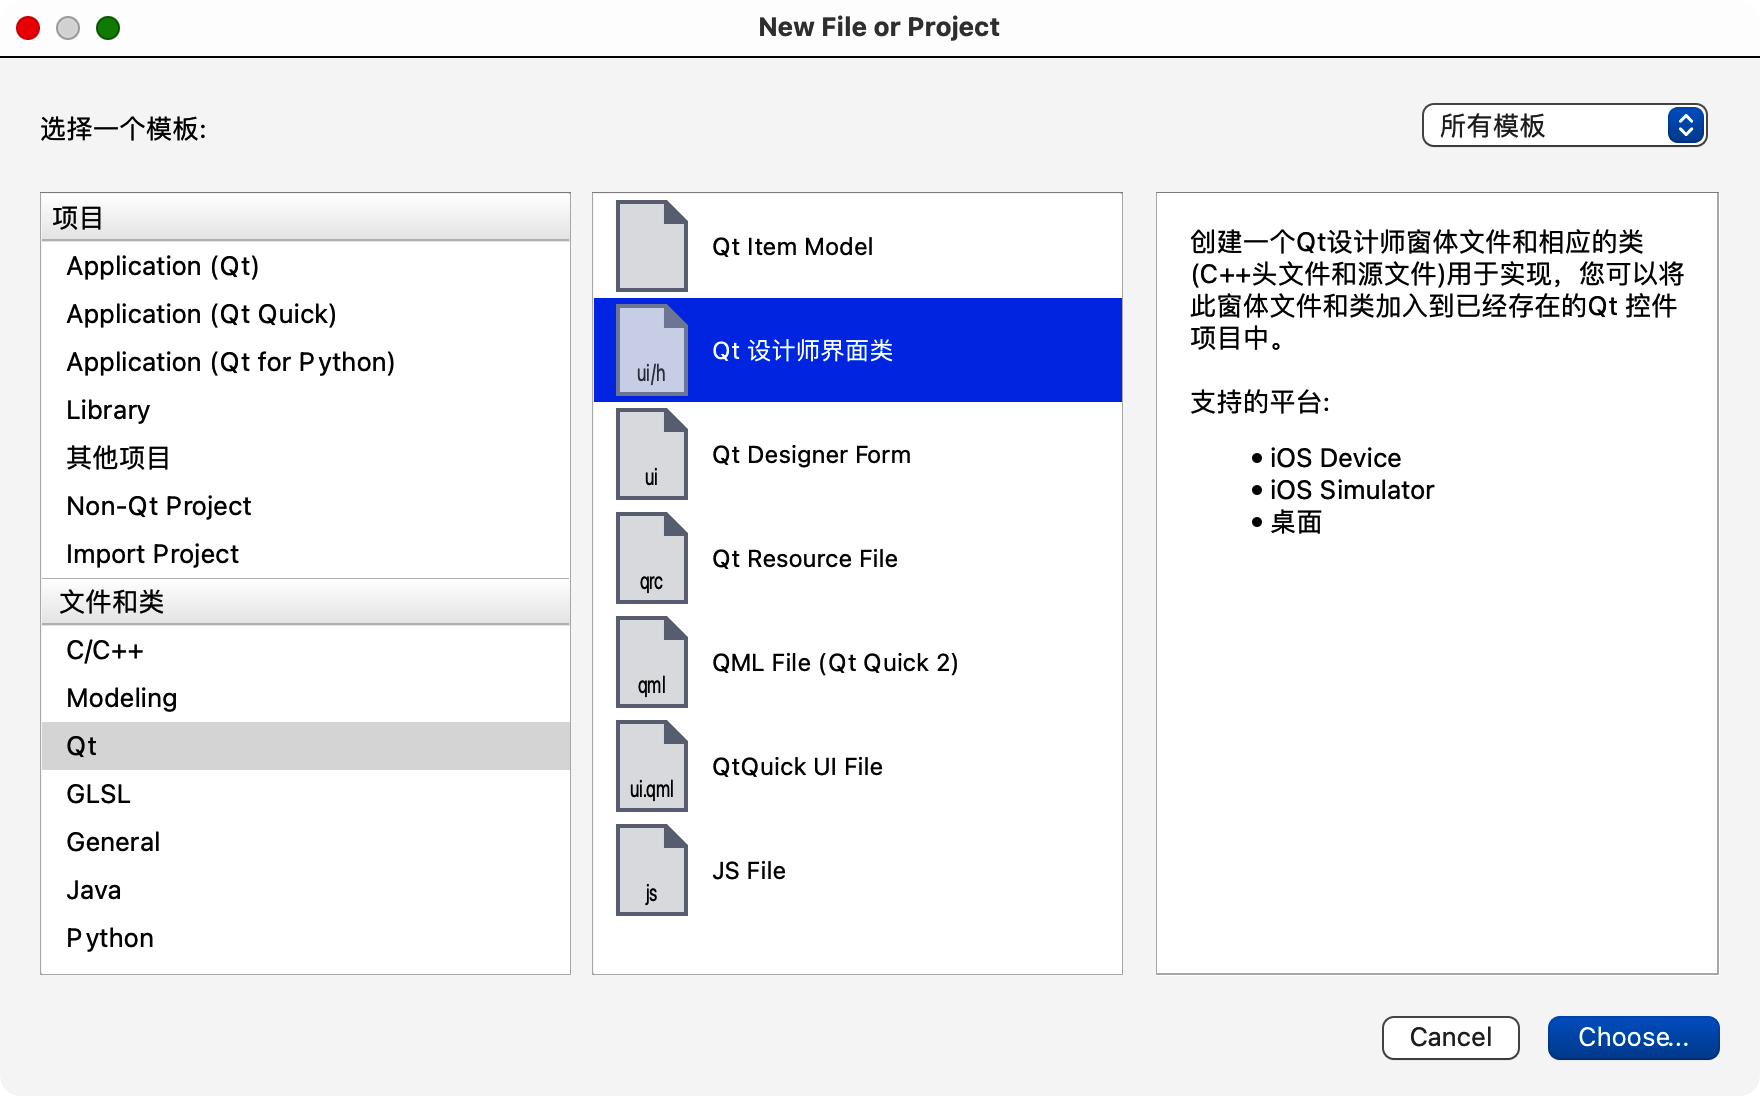 New File or Project
选择一个模板:
所有模板
项目
Application (Qt)
Application (Qt Quick)
Application (Qt for Python)
Library
其他项目
Non-Qt Project
Import Project
文件和类
C/C++
Modeling
Qt
GLSL
General
Java
Python
Qt Item Model
ui/h
Qt 设计师界面类
ui
Qt Designer Form
qrc
Qt Resource File
qml
QML File (Qt Quick 2)
ui.qml
QtQuick UI File
js
JS File
创建一个Qt设计师窗体文件和相应的类
(C++头文件和源文件)用于实现，您可以将
此窗体文件和类加入到已经存在的Qt 控件
项目中。
支持的平台:
• iOS Device
• iOS Simulator
• 桌面
Cancel
Choose...